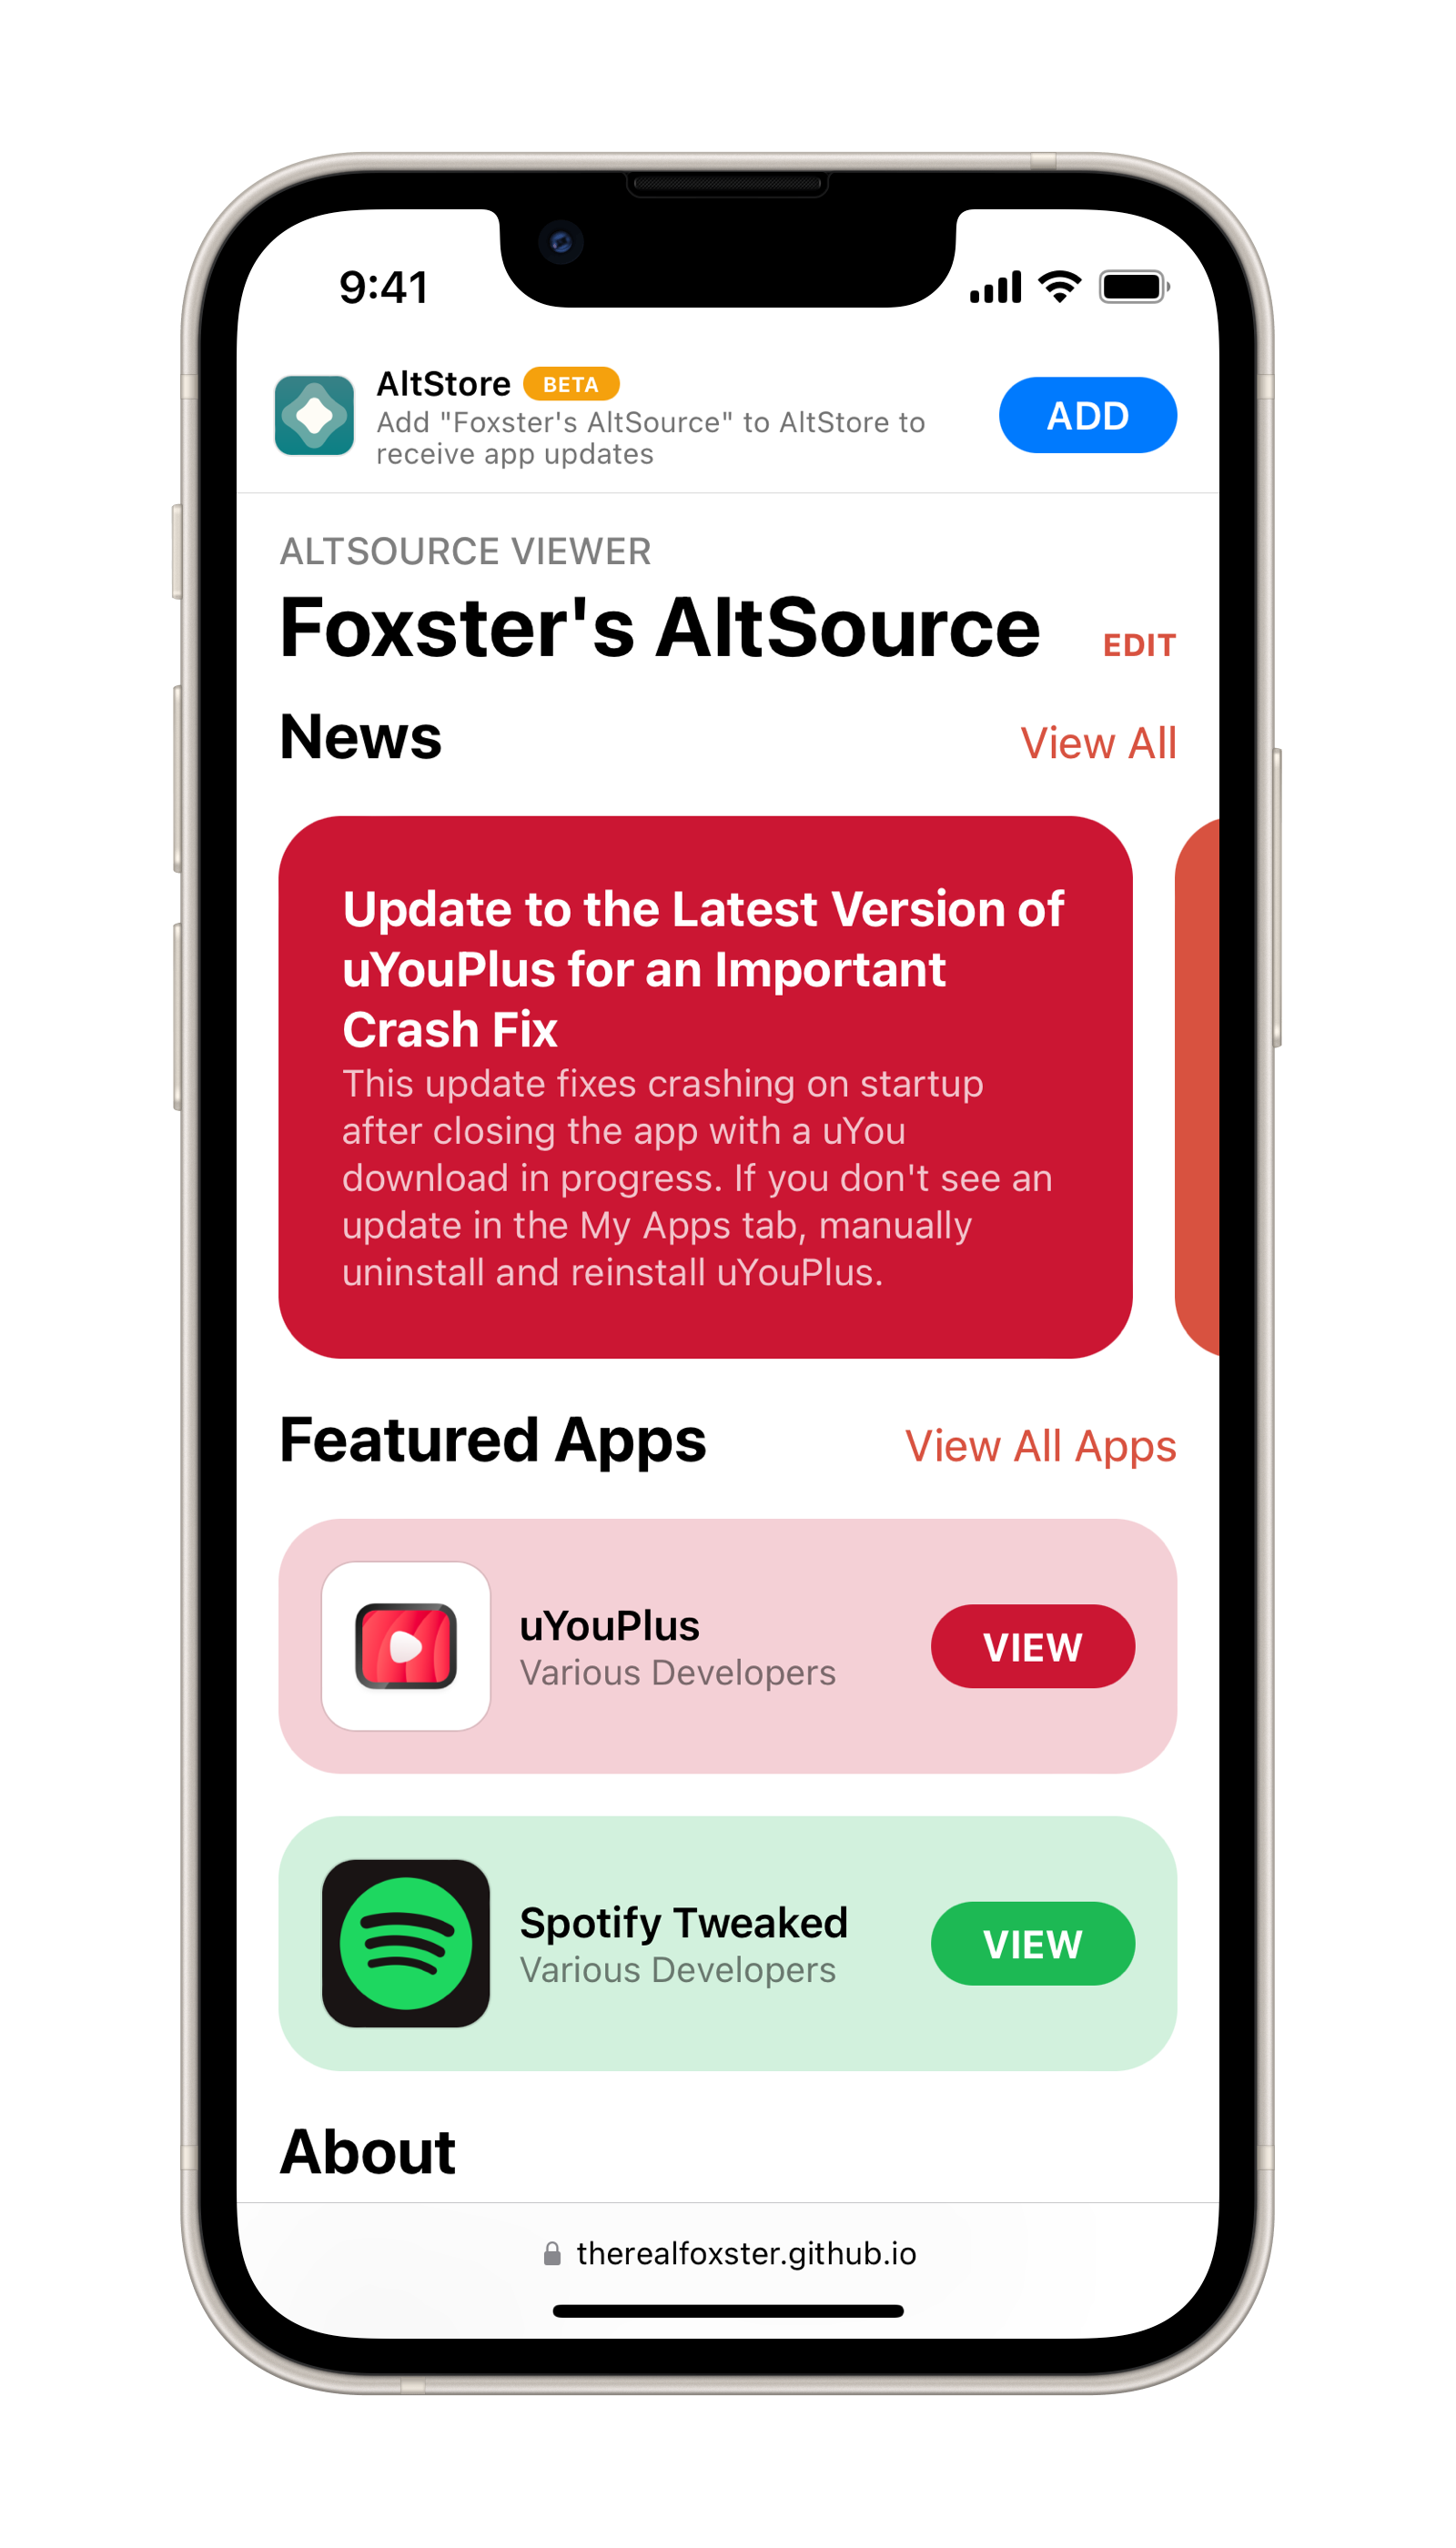 9:41
AltStore BETA
Add "Foxster's AltSource" to AltStore to
receive app updates
ADD
ALTSOURCE VIEWER
Foxster's AltSource
EDIT
News
View All
Update to the Latest Version of
uYouPlus for an Important
Crash Fix
This update fixes crashing on startup
after closing the app with a uYou
download in progress. If you don't see an
update in the My Apps tab, manually
uninstall and reinstall uYouPlus.
Featured Apps
View All Apps
uYouPlus
Various Developers
VIEW
Spotify Tweaked
Various Developers
VIEW
About
therealfoxster.github.io